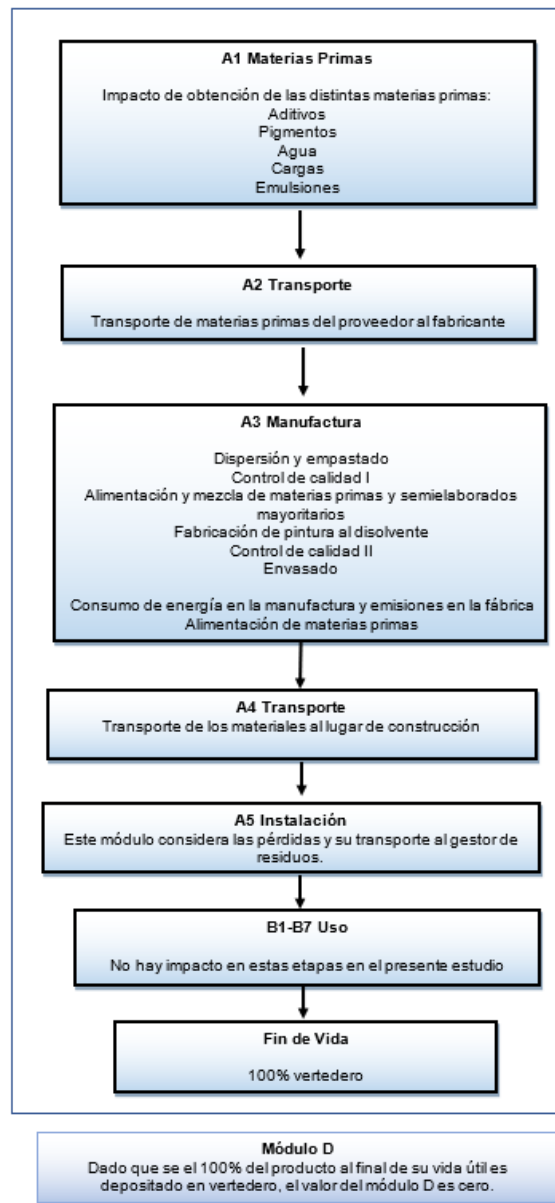 A1 Materias Primas
Impacto de obtención de las distintas materias primas:
Aditivos
Pigmentos
Agua
Cargas
Emulsiones
A2 Transporte
Transporte de materias primas del proveedor al fabricante
A3 Manufactura
Dispersión y empastado
Control de calidad I
Alimentación y mezcla de materias primas y semielaborados
mayoritarios
Fabricación de pintura al disolvente
Control de calidad II
Envasado
Consumo de energía en la manufactura y emisiones en la fábrica
Alimentación de materias primas
A4 Transporte
Transporte de los materiales al lugar de construcción
A5 Instalación
Este módulo considera las pérdidas y su transporte al gestor de
residuos.
B1-B7 Uso
No hay impacto en estas etapas en el presente estudio
Fin de Vida
100% vertedero
Módulo D
Dado que se el 100% del producto al final de su vida útil es
depositado en vertedero, el valor del módulo D es cero.